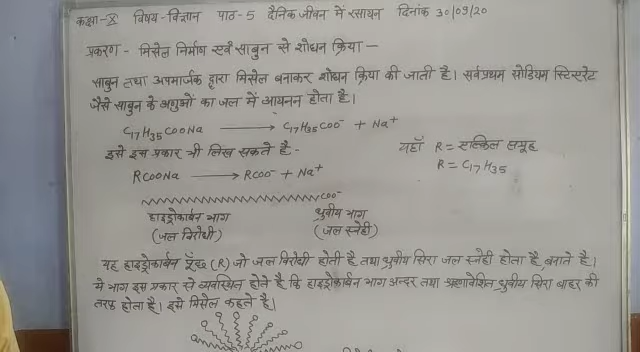 कक्षा-X विषय-विज्ञान पाठ-5 दैनिक जीवन में रसायन दिनांक 30/09/20
प्रकरण- मिसेल निर्माण एवं साबुन से शोधन क्रिया—
साबुन तथा अपमार्जक द्वारा मिसेल बनाकर शोधन क्रिया की जाती है। सर्वप्रथम सोडियम स्टिएरेट
जैसे साबुन के अणुओं का जल में आयनन होता है।
C17H35COONa ⟶ C17H35COO⁻ + Na⁺
इसे इस प्रकार भी लिख सकते है- यहाँ R = एल्किल समूह
RCOONa ⟶ RCOO⁻ + Na⁺ R = C17H35
COO⁻
हाइड्रोकार्बन भाग ध्रुवीय भाग
(जल विरोधी) (जल स्नेही)
यह हाइड्रोकार्बन पूँछ (R) जो जल विरोधी होती है तथा ध्रुवीय सिरा जल स्नेही होता है, बनाते है।
ये भाग इस प्रकार से व्यवस्थित होते है कि हाइड्रोकार्बन भाग अन्दर तथा ऋणावेशित ध्रुवीय सिरा बाहर की
तरफ होता है। इसे मिसेल कहते है।